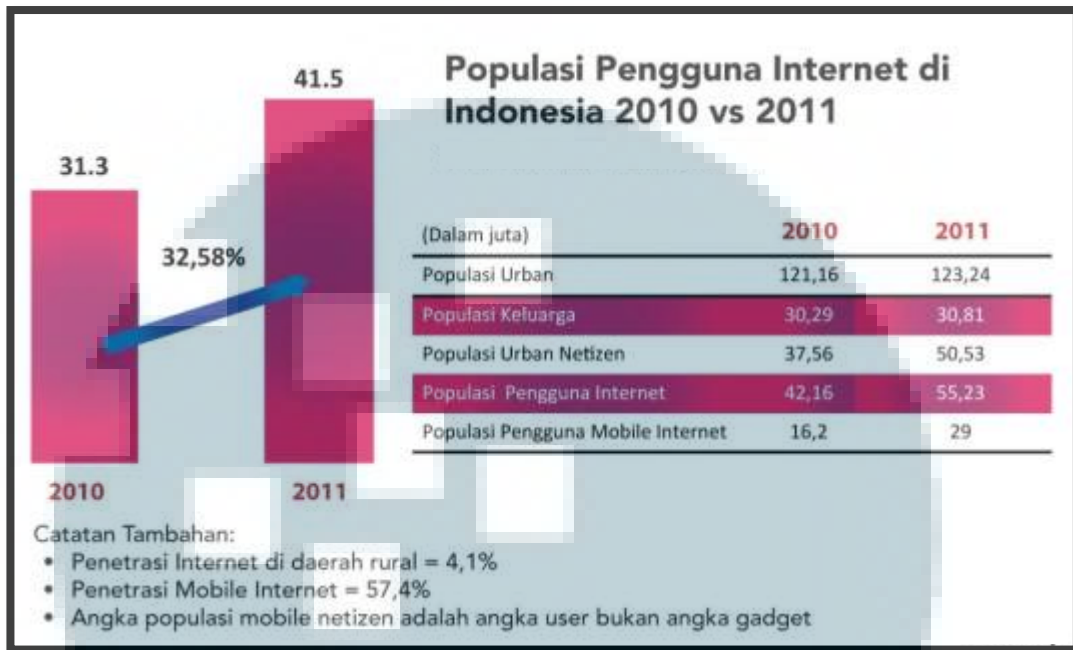 Populasi Pengguna Internet di
Indonesia 2010 vs 2011
41.5
31.3
32,58%
2010
2011
(Dalam juta) 2010 2011
Populasi Urban 121,16 123,24
Populasi Keluarga 30,29 30,81
Populasi Urban Netizen 37,56 50,53
Populasi Pengguna Internet 42,16 55,23
Populasi Pengguna Mobile Internet 16,2 29
Catatan Tambahan:
• Penetrasi Internet di daerah rural = 4,1%
• Penetrasi Mobile Internet = 57,4%
• Angka populasi mobile netizen adalah angka user bukan angka gadget